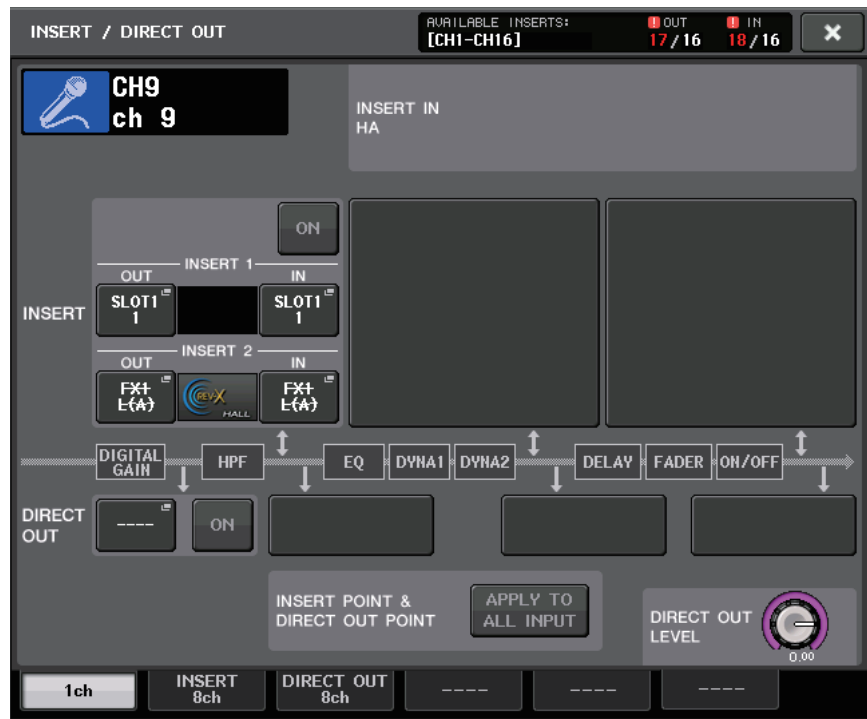 INSERT / DIRECT OUT
AVAILABLE INSERTS:
[CH1-CH16]
! OUT
17/16
! IN
18/16
×
CH9
ch 9
INSERT IN
HA
ON
INSERT 1
OUT
IN
INSERT
SLOT1
1
SLOT1
1
INSERT 2
OUT
IN
FX1
L(A)
REV-X
HALL
FX1
L(A)
DIGITAL
GAIN
HPF
EQ
DYNA1
DYNA2
DELAY
FADER
ON/OFF
DIRECT
OUT
----
ON
INSERT POINT &
DIRECT OUT POINT
APPLY TO
ALL INPUT
DIRECT OUT
LEVEL
0.00
1ch
INSERT
8ch
DIRECT OUT
8ch
----
----
----